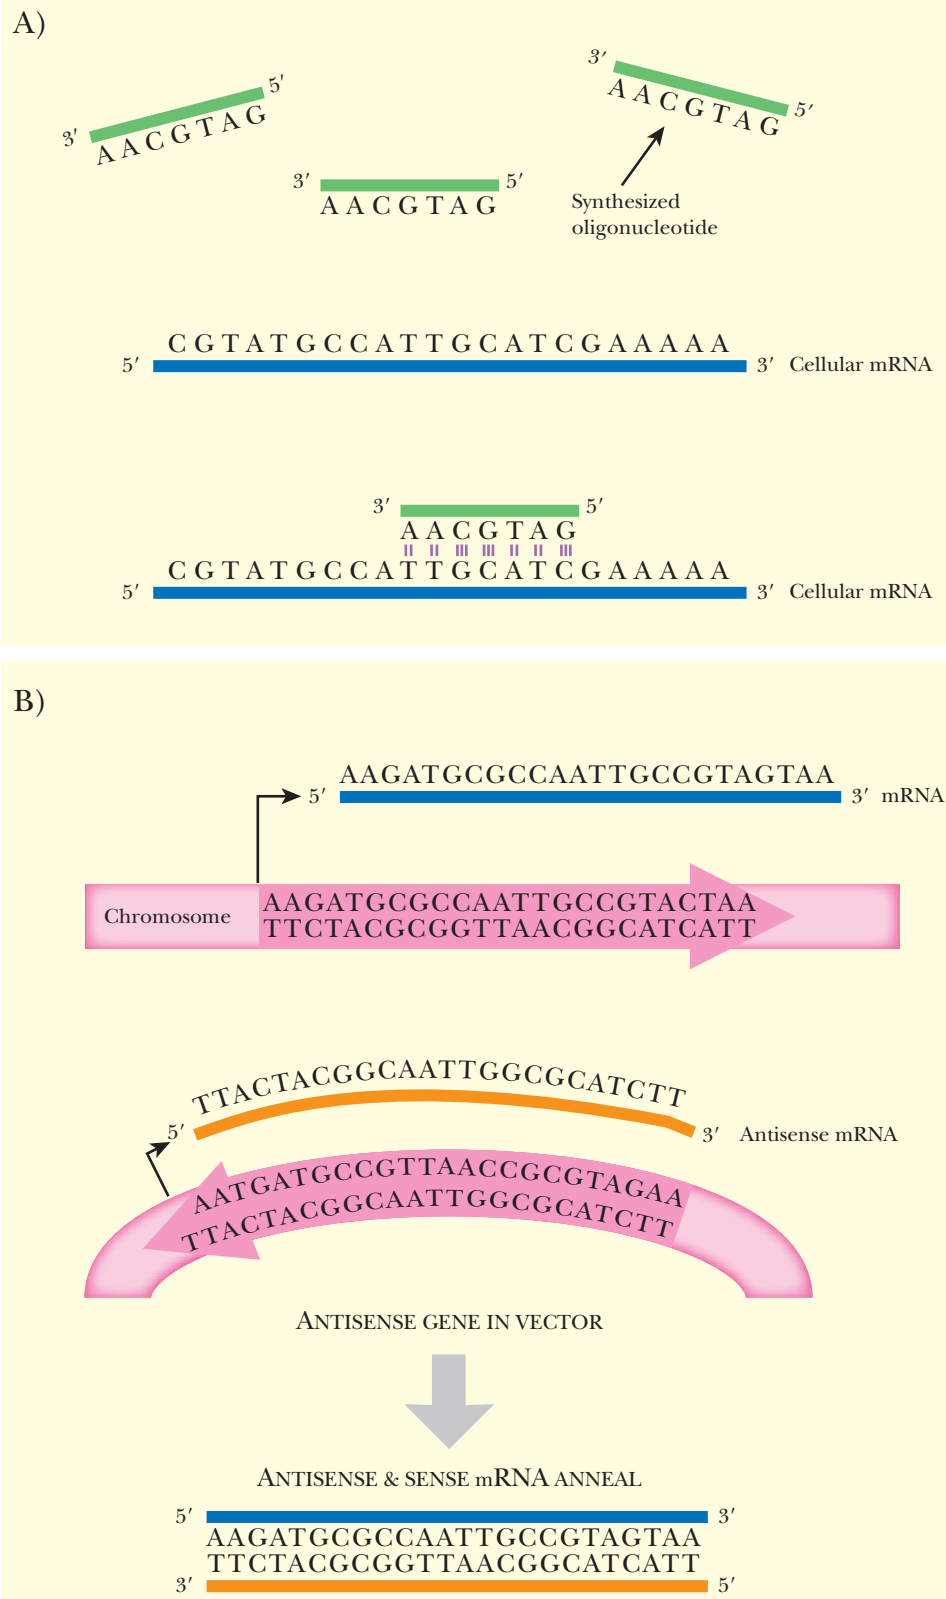 A)
3′ 5′
AACGTAG
3′ 5′
AACGTAG
3′ 5′
AACGTAG
Synthesized
oligonucleotide
CGTATGCCATTGCATCGAAAAA
5′ 3′ Cellular mRNA
3′ 5′
AACGTAG
CGTATGCCATTGCATCGAAAAA
5′ 3′ Cellular mRNA
B)
AAGATGCGCCAATTGCCGTAGTAA
5′ 3′ mRNA
Chromosome
AAGATGCGCCAATTGCCGTACTAA
TTCTACGCGGTTAACGGCATCATT
TTACTACGGCAATTGGCGCATCTT
5′ 3′ Antisense mRNA
AATGATGCCGTTAACCGCGTAGAA
TTACTACGGCAATTGGCGCATCTT
ANTISENSE GENE IN VECTOR
ANTISENSE & SENSE mRNA ANNEAL
5′ 3′
AAGATGCGCCAATTGCCGTAGTAA
TTCTACGCGGTTAACGGCATCATT
3′ 5′